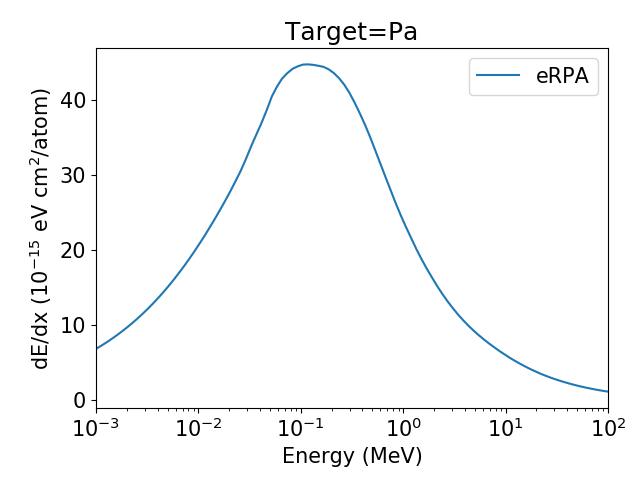 Target=Pa
eRPA
dE/dx (10⁻¹⁵ eV cm²/atom)
40
30
20
10
0
10⁻³ 10⁻² 10⁻¹ 10⁰ 10¹ 10²
Energy (MeV)